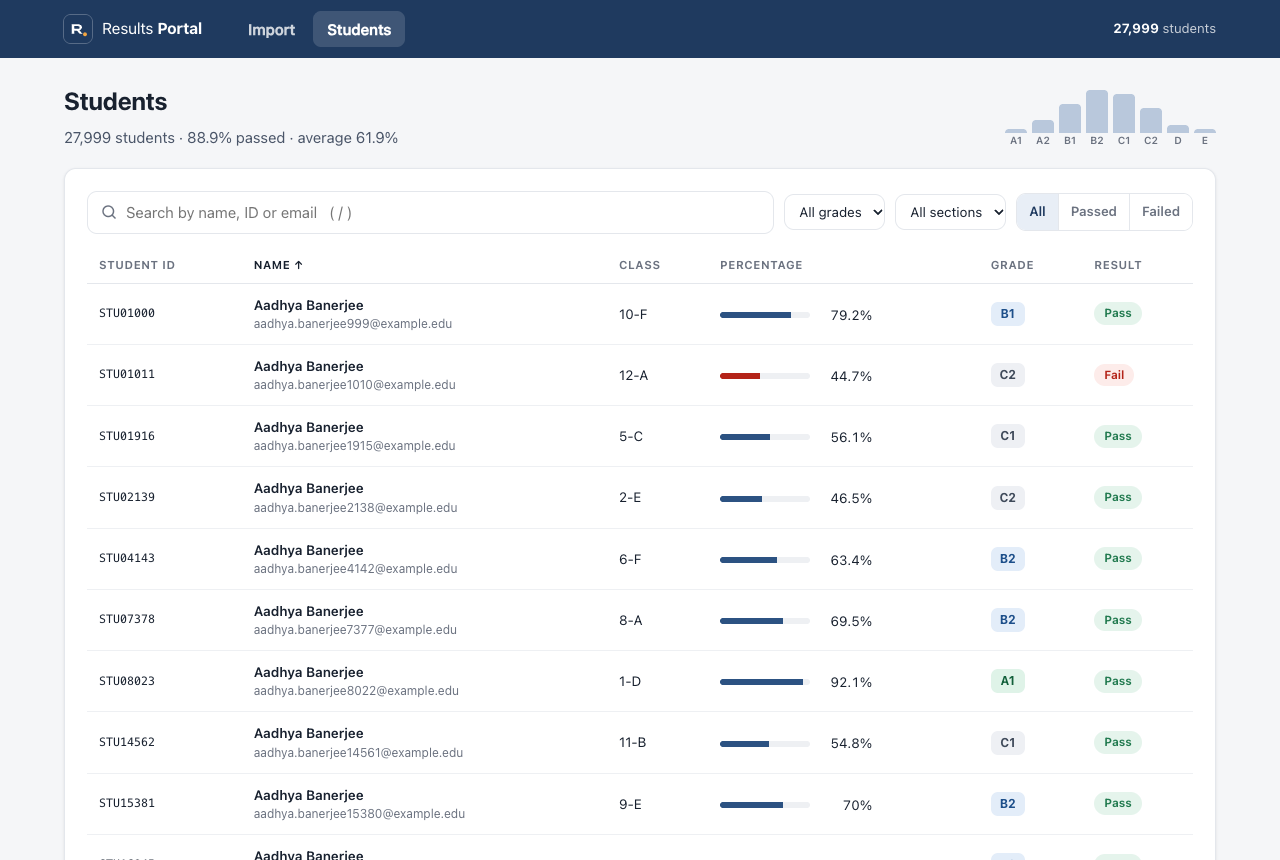 R. Results Portal Import Students 27,999 students
Students
27,999 students · 88.9% passed · average 61.9%
A1 A2 B1 B2 C1 C2 D E
Search by name, ID or email ( / ) All grades All sections All Passed Failed
STUDENT ID NAME ↑ CLASS PERCENTAGE GRADE RESULT
STU01000 Aadhya Banerjee 10-F 79.2% B1 Pass
aadhya.banerjee999@example.edu
STU01011 Aadhya Banerjee 12-A 44.7% C2 Fail
aadhya.banerjee1010@example.edu
STU01916 Aadhya Banerjee 5-C 56.1% C1 Pass
aadhya.banerjee1915@example.edu
STU02139 Aadhya Banerjee 2-E 46.5% C2 Pass
aadhya.banerjee2138@example.edu
STU04143 Aadhya Banerjee 6-F 63.4% B2 Pass
aadhya.banerjee4142@example.edu
STU07378 Aadhya Banerjee 8-A 69.5% B2 Pass
aadhya.banerjee7377@example.edu
STU08023 Aadhya Banerjee 1-D 92.1% A1 Pass
aadhya.banerjee8022@example.edu
STU14562 Aadhya Banerjee 11-B 54.8% C1 Pass
aadhya.banerjee14561@example.edu
STU15381 Aadhya Banerjee 9-E 70% B2 Pass
aadhya.banerjee15380@example.edu
Aadhya Banerjee